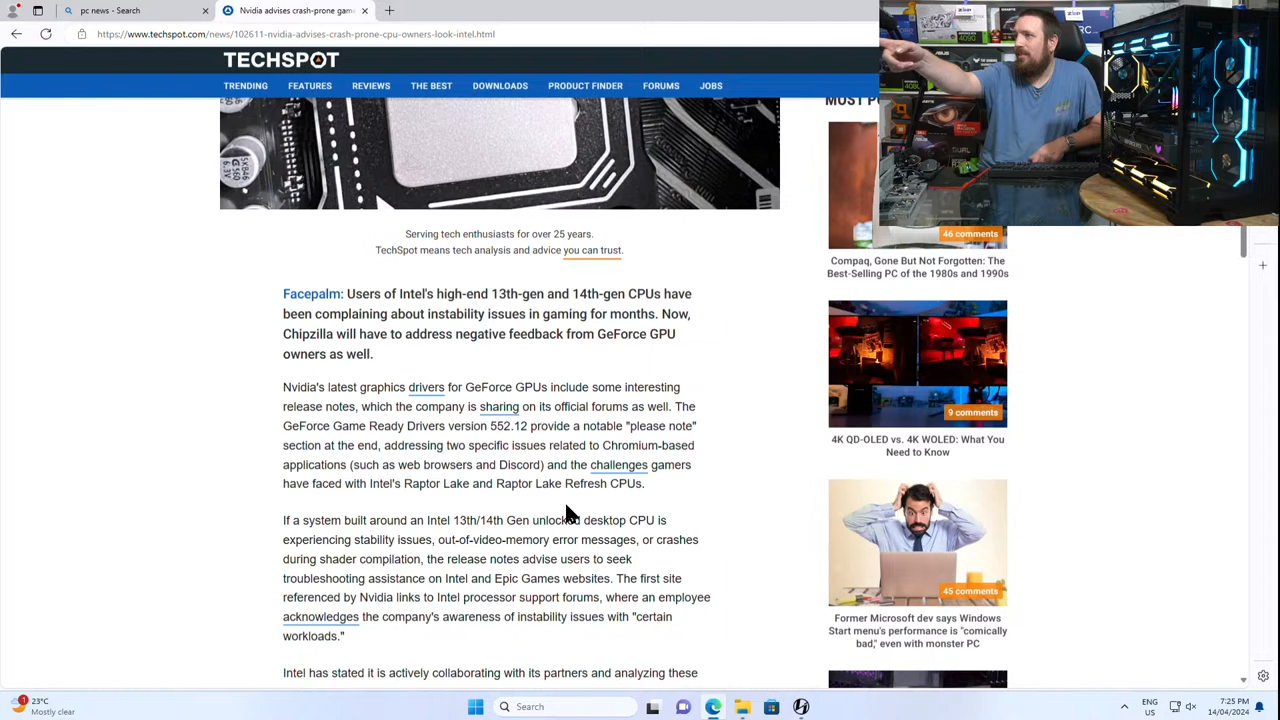 pc news - Search
Nvidia advises crash-prone gam
https://www.techspot.com/news/102611-nvidia-advises-crash-prone-cpu-owners-look-intel.html
TECHSPOT
TRENDING FEATURES REVIEWS THE BEST DOWNLOADS PRODUCT FINDER FORUMS JOBS
Serving tech enthusiasts for over 25 years.
TechSpot means tech analysis and advice you can trust.
Facepalm: Users of Intel's high-end 13th-gen and 14th-gen CPUs have
been complaining about instability issues in gaming for months. Now,
Chipzilla will have to address negative feedback from GeForce GPU
owners as well.
Nvidia's latest graphics drivers for GeForce GPUs include some interesting
release notes, which the company is sharing on its official forums as well. The
GeForce Game Ready Drivers version 552.12 provide a notable "please note"
section at the end, addressing two specific issues related to Chromium-based
applications (such as web browsers and Discord) and the challenges gamers
have faced with Intel's Raptor Lake and Raptor Lake Refresh CPUs.
If a system built around an Intel 13th/14th Gen unlocked desktop CPU is
experiencing stability issues, out-of-video-memory error messages, or crashes
during shader compilation, the release notes advise users to seek
troubleshooting assistance on Intel and Epic Games websites. The first site
referenced by Nvidia links to Intel processor support forums, where an employee
acknowledges the company's awareness of instability issues with "certain
workloads."
Intel has stated it is actively collaborating with its partners and analyzing these
MOST
46 comments
Compaq, Gone But Not Forgotten: The
Best-Selling PC of the 1980s and 1990s
9 comments
4K QD-OLED vs. 4K WOLED: What You
Need to Know
45 comments
Former Microsoft dev says Windows
Start menu's performance is "comically
bad," even with monster PC
1
23°C
Mostly clear
Search
ENG
US
7:25 PM
14/04/2024